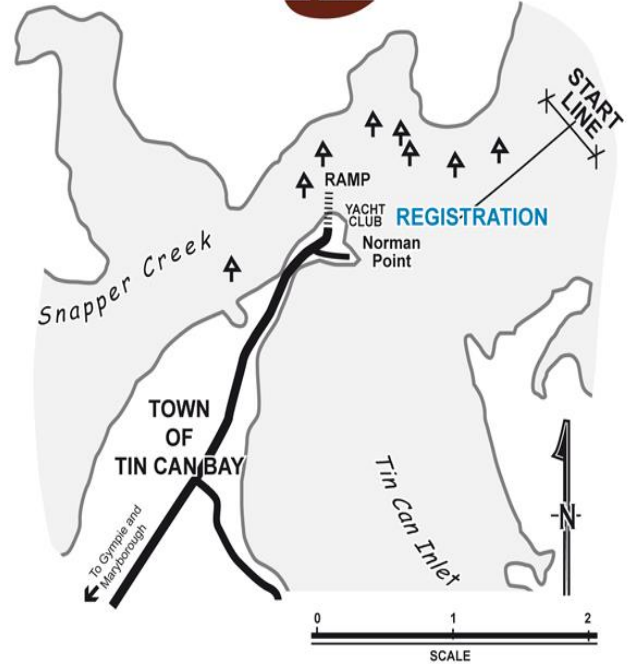 START
LINE
RAMP
YACHT
CLUB
REGISTRATION
Norman
Point
Snapper Creek
TOWN
OF
TIN CAN BAY
Tin Can Inlet
To Gympie and
Maryborough
N
0 1 2
SCALE